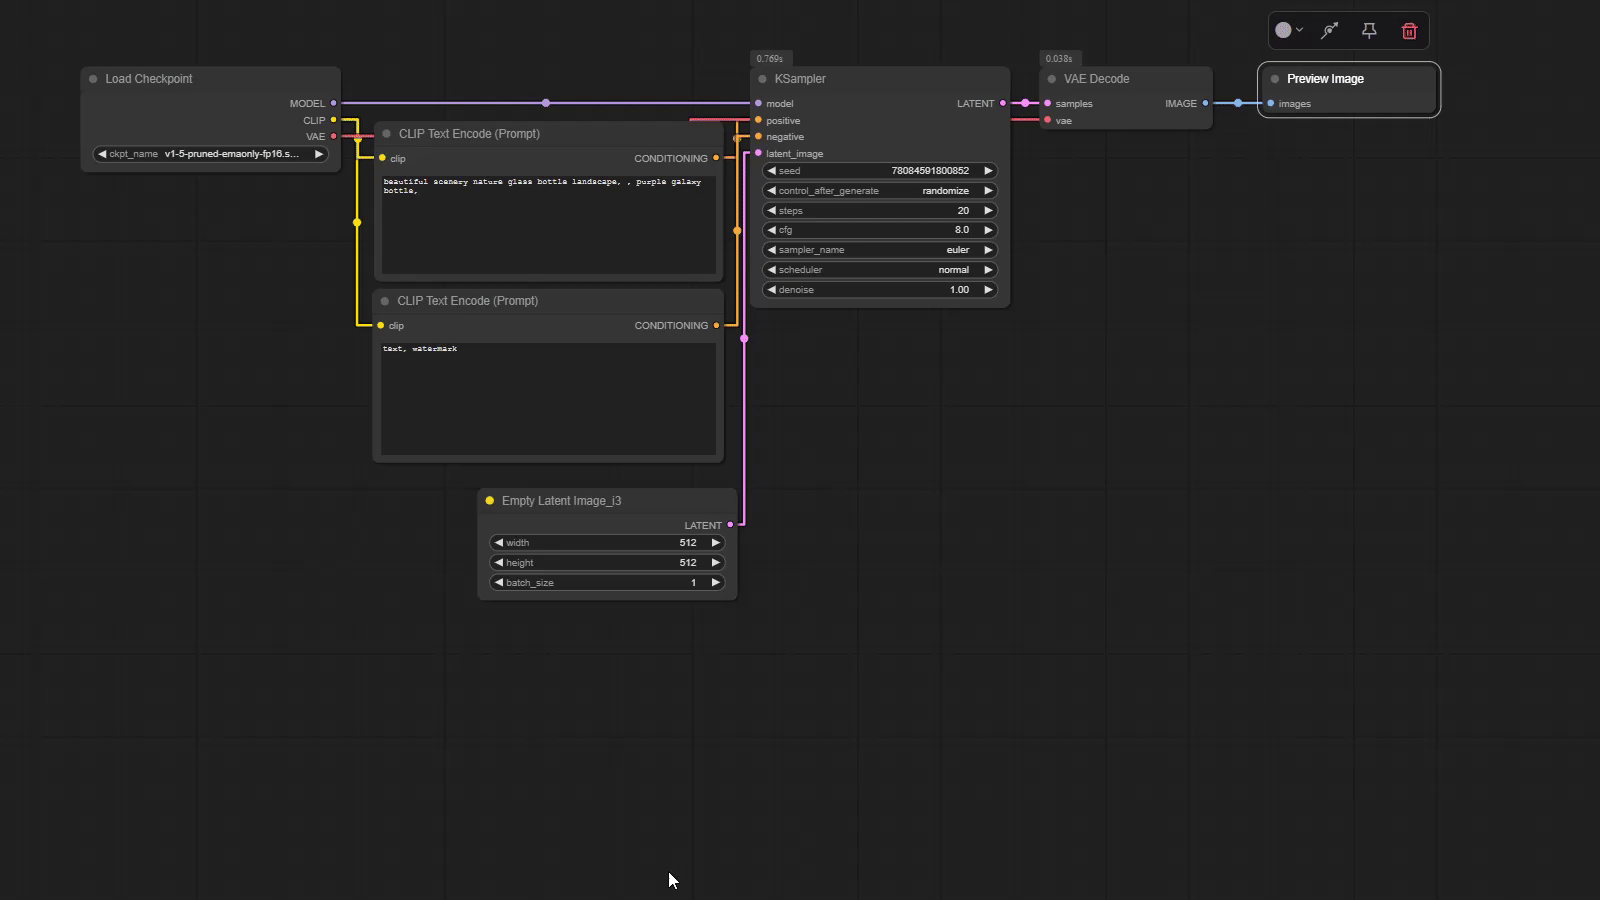 Load Checkpoint
MODEL
CLIP
VAE
ckpt_name v1-5-pruned-emaonly-fp16.s...
CLIP Text Encode (Prompt)
clip CONDITIONING
beautiful scenery nature glass bottle landscape, , purple galaxy
bottle,
CLIP Text Encode (Prompt)
clip CONDITIONING
text, watermark
Empty Latent Image_i3
LATENT
width 512
height 512
batch_size 1
0.769s
KSampler
model LATENT
positive
negative
latent_image
seed 78084591800852
control_after_generate randomize
steps 20
cfg 8.0
sampler_name euler
scheduler normal
denoise 1.00
0.038s
VAE Decode
samples IMAGE
vae
Preview Image
images